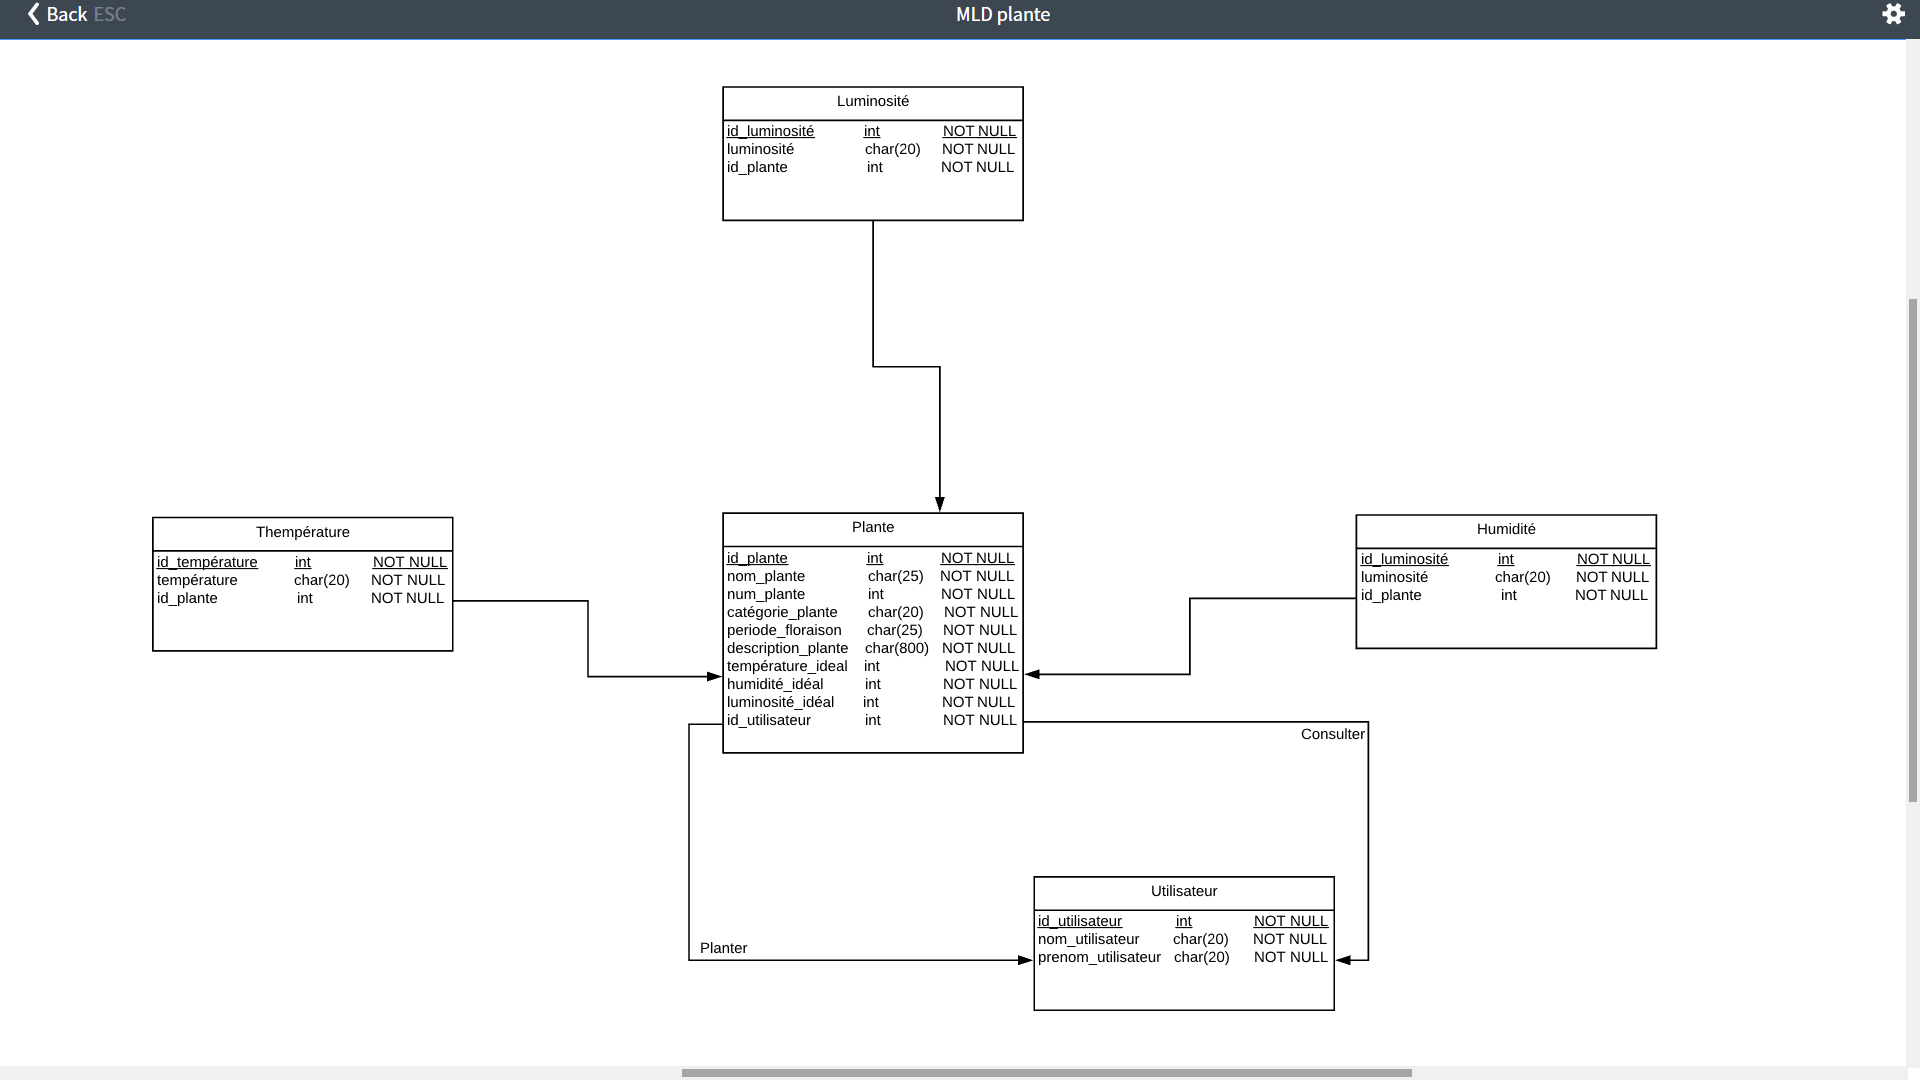 Back ESC
MLD plante
Luminosité
id_luminosité int NOT NULL
luminosité char(20) NOT NULL
id_plante int NOT NULL
Thempérature
id_température int NOT NULL
température char(20) NOT NULL
id_plante int NOT NULL
Plante
id_plante int NOT NULL
nom_plante char(25) NOT NULL
num_plante int NOT NULL
catégorie_plante char(20) NOT NULL
periode_floraison char(25) NOT NULL
description_plante char(800) NOT NULL
température_ideal int NOT NULL
humidité_idéal int NOT NULL
luminosité_idéal int NOT NULL
id_utilisateur int NOT NULL
Humidité
id_luminosité int NOT NULL
luminosité char(20) NOT NULL
id_plante int NOT NULL
Consulter
Planter
Utilisateur
id_utilisateur int NOT NULL
nom_utilisateur char(20) NOT NULL
prenom_utilisateur char(20) NOT NULL